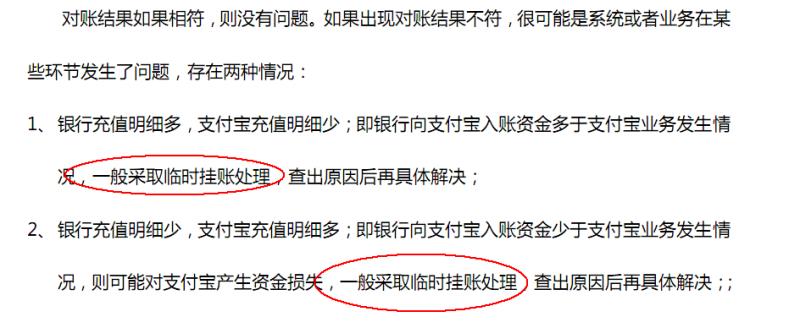 对账结果如果相符，则没有问题。如果出现对账结果不符，很可能是系统或者业务在某
些环节发生了问题，存在两种情况：
1、银行充值明细多，支付宝充值明细少；即银行向支付宝入账资金多于支付宝业务发生情
况，一般采取临时挂账处理，查出原因后再具体解决；
2、银行充值明细少，支付宝充值明细多；即银行向支付宝入账资金少于支付宝业务发生情
况，则可能对支付宝产生资金损失，一般采取临时挂账处理，查出原因后再具体解决；；